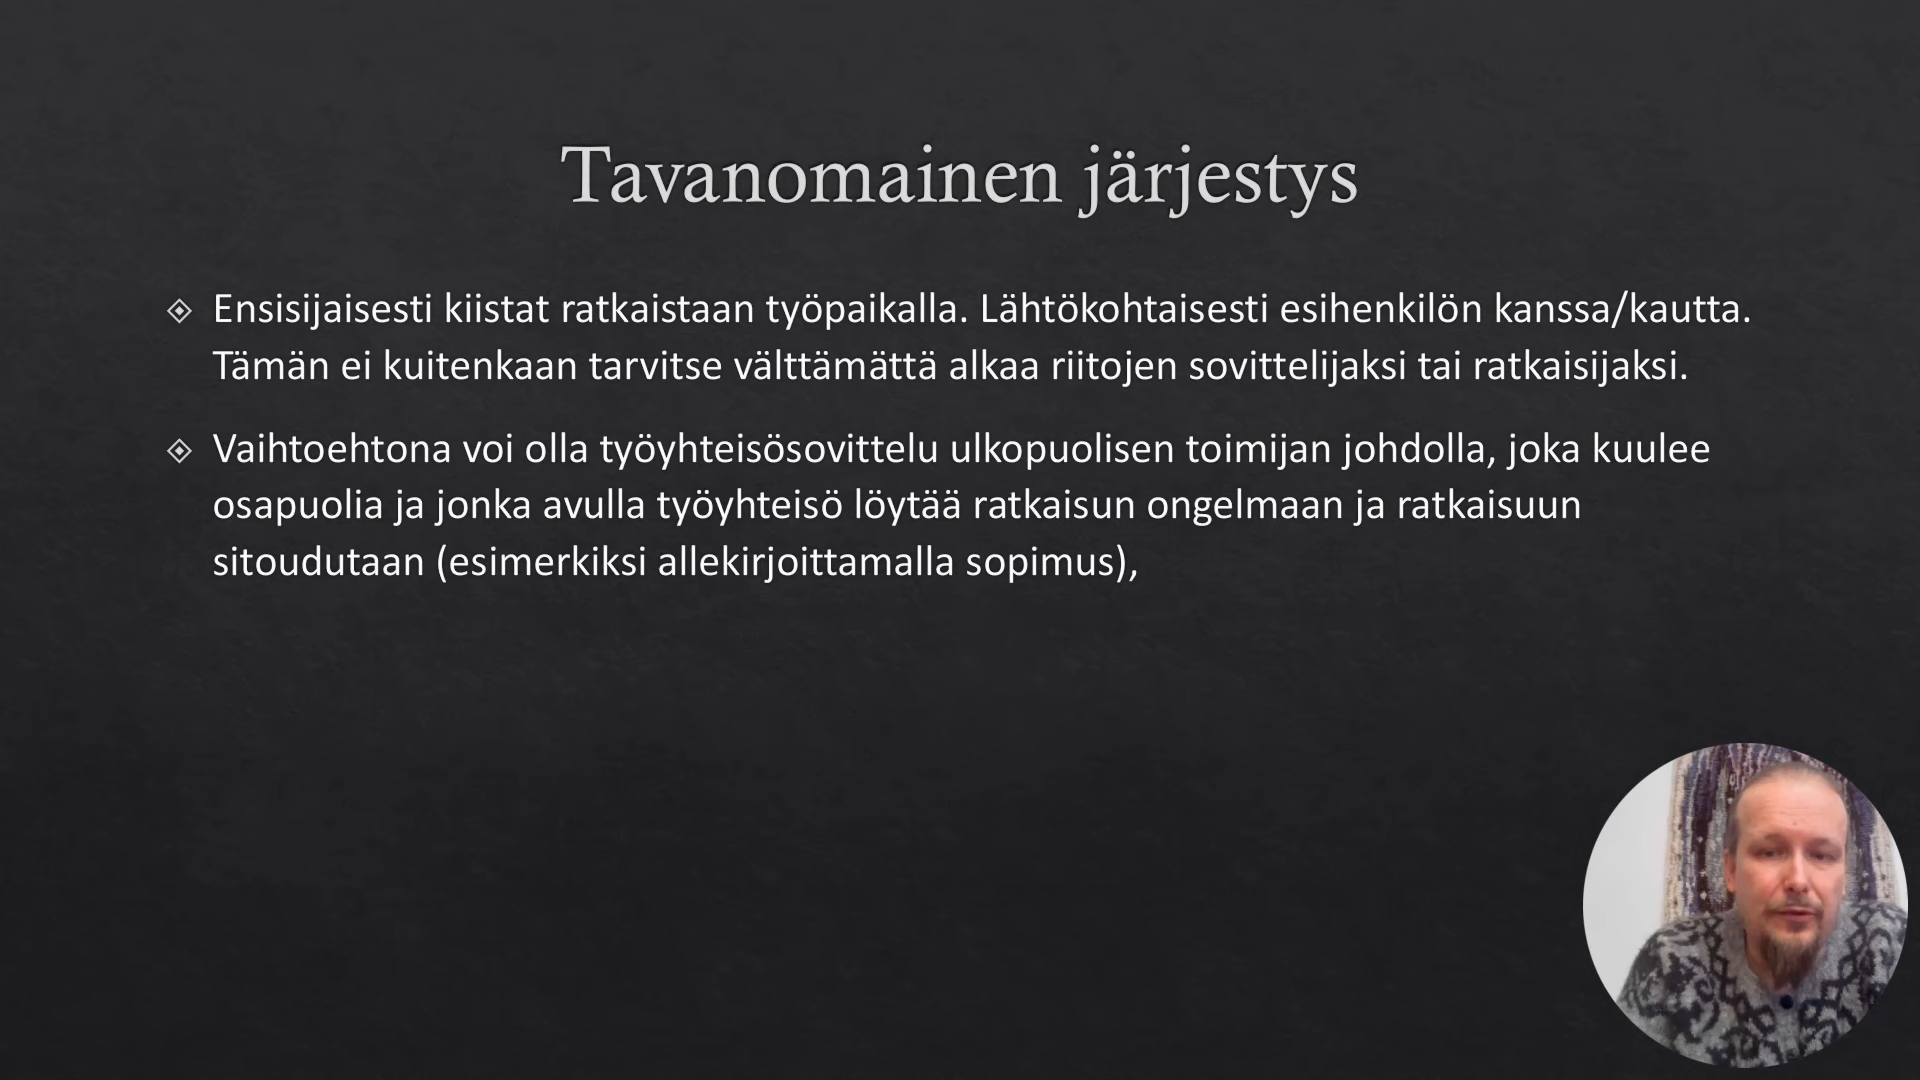 Tavanomainen järjestys
Ensisijaisesti kiistat ratkaistaan työpaikalla. Lähtökohtaisesti esihenkilön kanssa/kautta.
Tämän ei kuitenkaan tarvitse välttämättä alkaa riitojen sovittelijaksi tai ratkaisijaksi.
Vaihtoehtona voi olla työyhteisösovittelu ulkopuolisen toimijan johdolla, joka kuulee
osapuolia ja jonka avulla työyhteisö löytää ratkaisun ongelmaan ja ratkaisuun
sitoudutaan (esimerkiksi allekirjoittamalla sopimus),